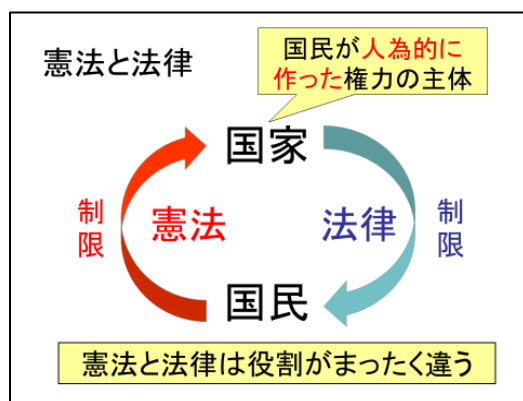 憲法と法律
国民が人為的に
作った権力の主体
国家
制限
憲法
法律
制限
国民
憲法と法律は役割がまったく違う